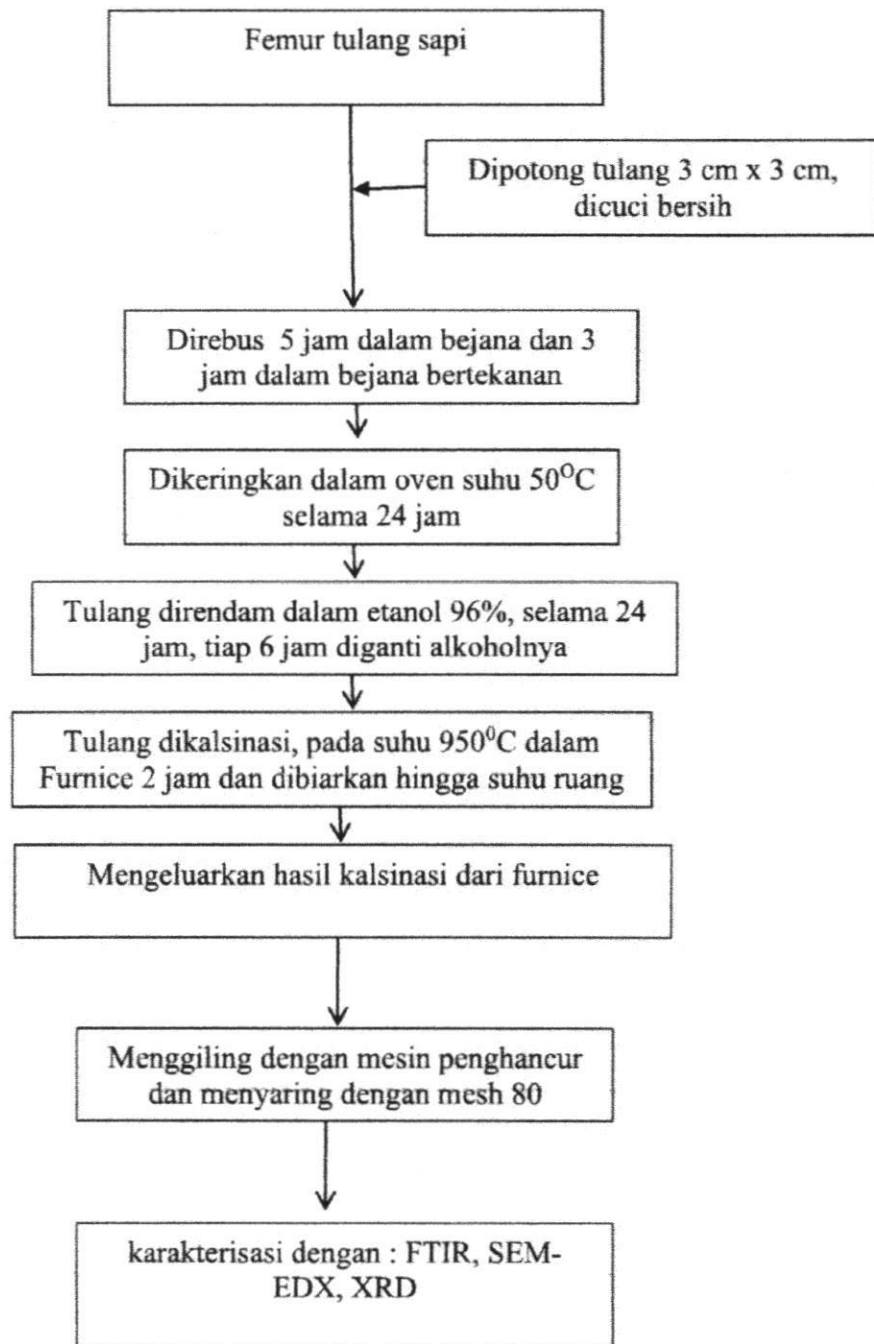 Femur tulang sapi
Dipotong tulang 3 cm x 3 cm,
dicuci bersih
Direbus 5 jam dalam bejana dan 3
jam dalam bejana bertekanan
Dikeringkan dalam oven suhu 50⁰C
selama 24 jam
Tulang direndam dalam etanol 96%, selama 24
jam, tiap 6 jam diganti alkoholnya
Tulang dikalsinasi, pada suhu 950⁰C dalam
Furnice 2 jam dan dibiarkan hingga suhu ruang
Mengeluarkan hasil kalsinasi dari furnice
Menggiling dengan mesin penghancur
dan menyaring dengan mesh 80
karakterisasi dengan : FTIR, SEM-
EDX, XRD